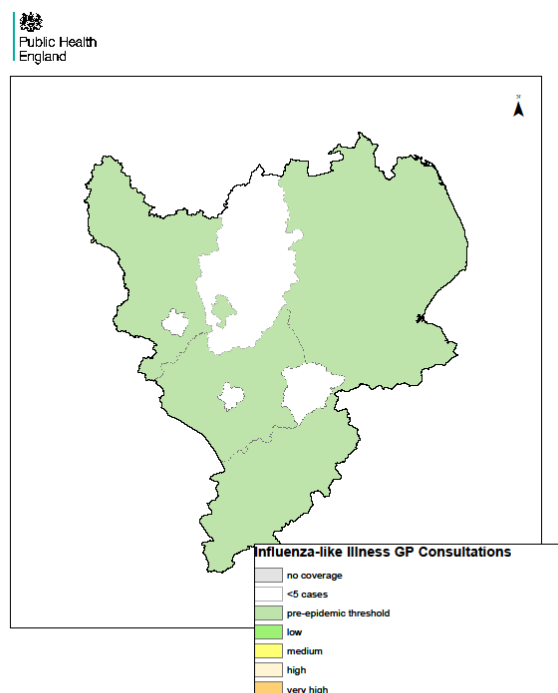 Public Health
England
N
Influenza-like Illness GP Consultations
no coverage
<5 cases
pre-epidemic threshold
low
medium
high
very high